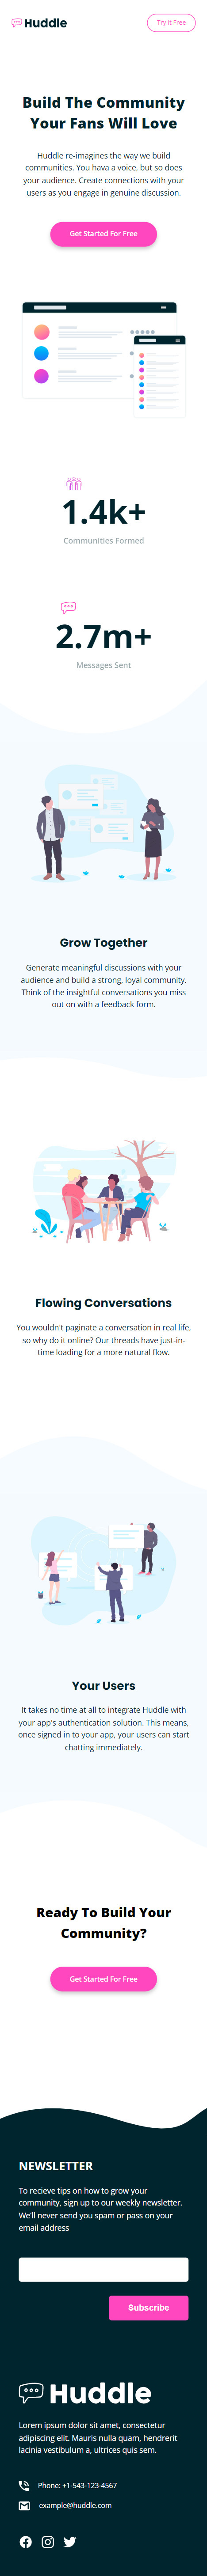 Huddle
Try It Free
Build The Community
Your Fans Will Love
Huddle re-imagines the way we build
communities. You hava a voice, but so does
your audience. Create connections with your
users as you engage in genuine discussion.
Get Started For Free
1.4k+
Communities Formed
2.7m+
Messages Sent
Grow Together
Generate meaningful discussions with your
audience and build a strong, loyal community.
Think of the insightful conversations you miss
out on with a feedback form.
Flowing Conversations
You wouldn't paginate a conversation in real life,
so why do it online? Our threads have just-in-
time loading for a more natural flow.
Your Users
It takes no time at all to integrate Huddle with
your app's authentication solution. This means,
once signed in to your app, your users can start
chatting immediately.
Ready To Build Your
Community?
Get Started For Free
NEWSLETTER
To recieve tips on how to grow your
community, sign up to our weekly newsletter.
We'll never send you spam or pass on your
email address
Subscribe
Huddle
Lorem ipsum dolor sit amet, consectetur
adipiscing elit. Mauris nulla quam, hendrerit
lacinia vestibulum a, ultrices quis sem.
Phone: +1-543-123-4567
example@huddle.com